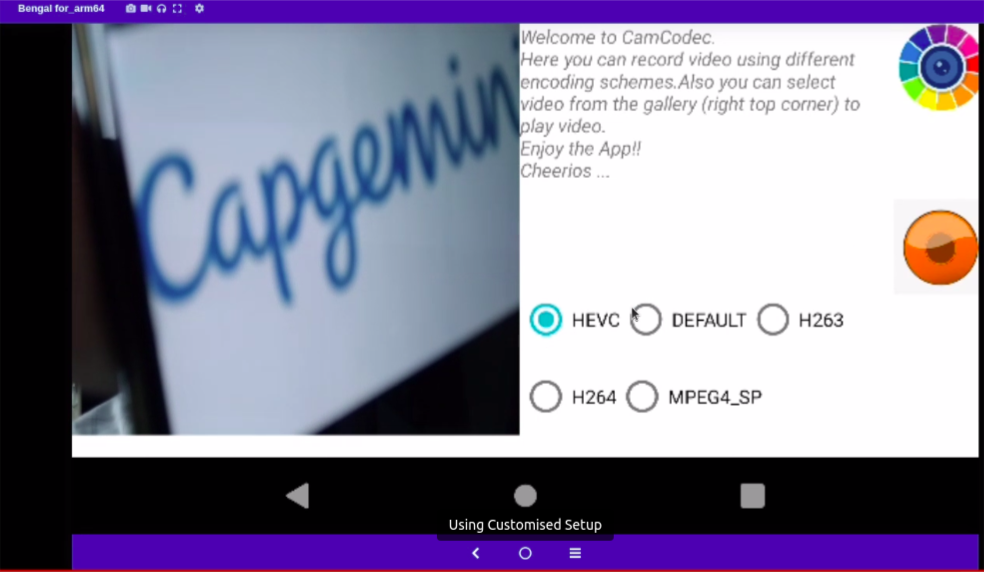 Bengal for_arm64
Capgemin
Welcome to CamCodec.
Here you can record video using different
encoding schemes.Also you can select
video from the gallery (right top corner) to
play video.
Enjoy the App!!
Cheerios ...
HEVC DEFAULT H263
H264 MPEG4_SP
Using Customised Setup